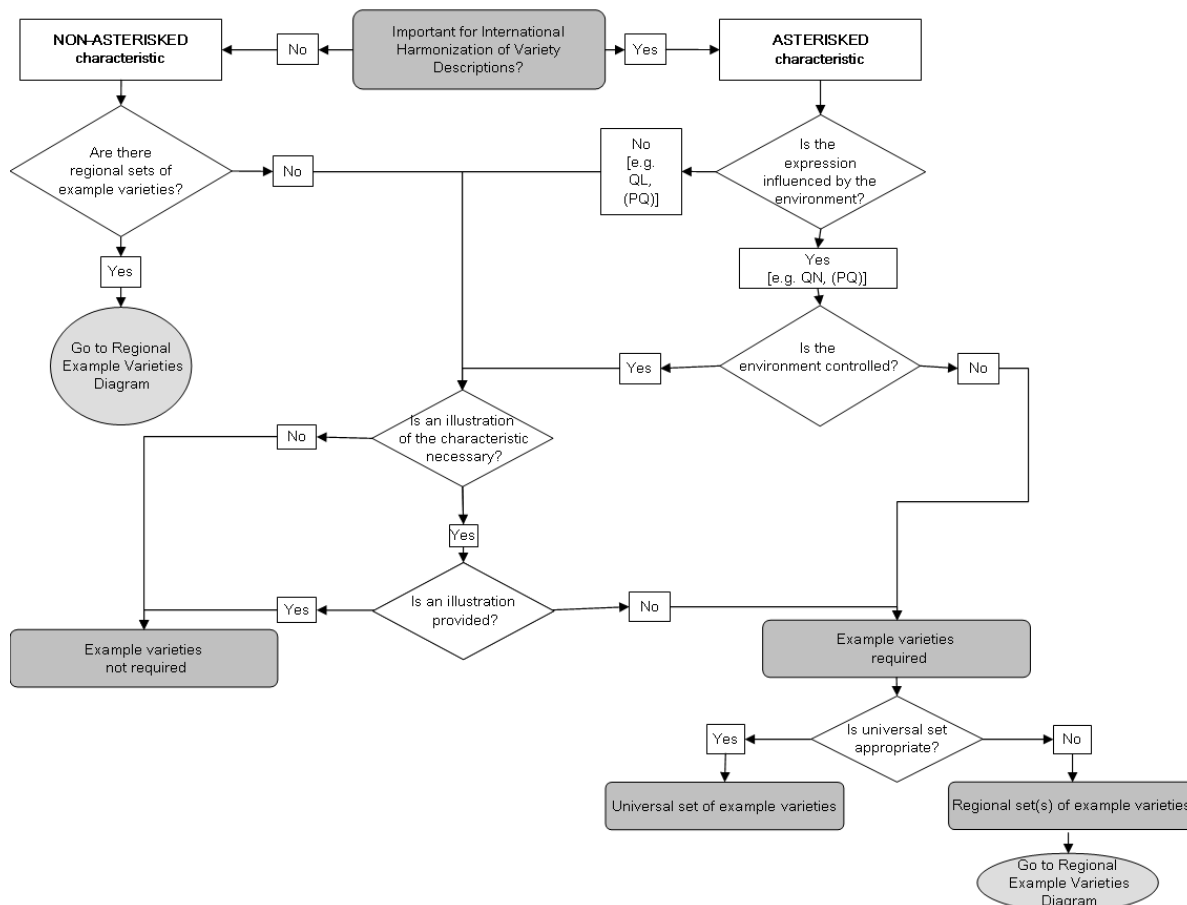 NON-ASTERISKED
characteristic
No
Important for International
Harmonization of Variety
Descriptions?
Yes
ASTERISKED
characteristic
Are there
regional sets of
example varieties?
No
No
[e.g.
QL,
(PQ)]
Is the
expression
influenced by the
environment?
Yes
Yes
[e.g. QN, (PQ)]
Go to Regional
Example Varieties
Diagram
Yes
Is the
environment controlled?
No
No
Is an illustration
of the characteristic
necessary?
Yes
Yes
Is an illustration
provided?
No
Example varieties
not required
Example varieties
required
Yes
Is universal set
appropriate?
No
Universal set of example varieties
Regional set(s) of example varieties
Go to Regional
Example Varieties
Diagram